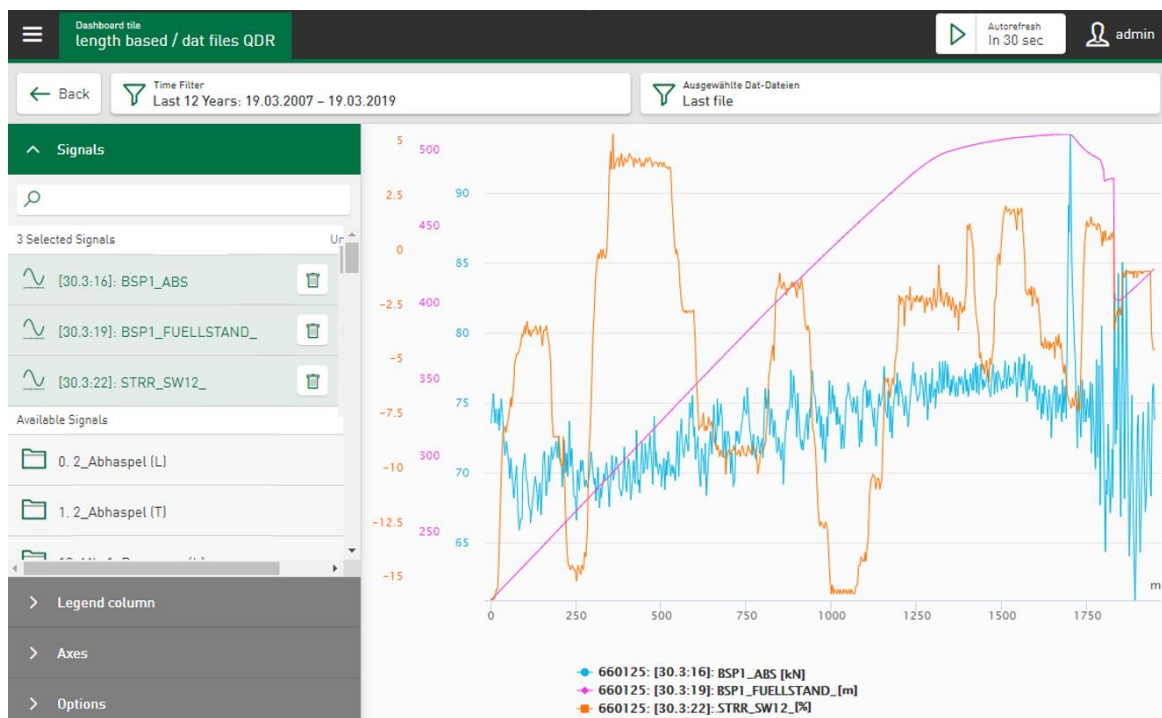 Dashboard tile
length based / dat files QDR
Autorefresh
In 30 sec
admin
Back
Time Filter
Last 12 Years: 19.03.2007 – 19.03.2019
Ausgewählte Dat-Dateien
Last file
Signals
3 Selected Signals
Ur
[30.3:16]: BSP1_ABS
[30.3:19]: BSP1_FUELLSTAND_
[30.3:22]: STRR_SW12_
Available Signals
0. 2_Abhaspel (L)
1. 2_Abhaspel (T)
Legend column
Axes
Options
5
2.5
0
-2.5
-5
-7.5
-10
-12.5
-15
500
450
400
350
300
250
90
85
80
75
70
65
m
0
250
500
750
1000
1250
1500
1750
660125: [30.3:16]: BSP1_ABS [kN]
660125: [30.3:19]: BSP1_FUELLSTAND_[m]
660125: [30.3:22]: STRR_SW12_[%]